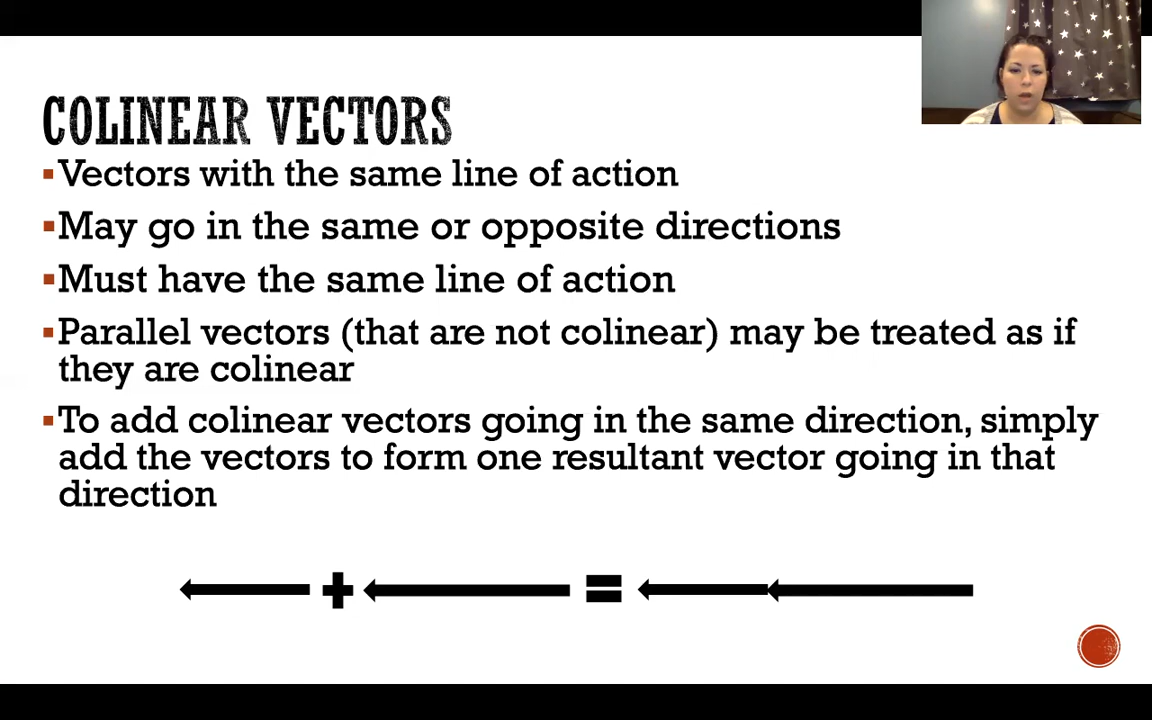 COLINEAR VECTORS
▪Vectors with the same line of action
▪May go in the same or opposite directions
▪Must have the same line of action
▪Parallel vectors (that are not colinear) may be treated as if
they are colinear
▪To add colinear vectors going in the same direction, simply
add the vectors to form one resultant vector going in that
direction
+ =